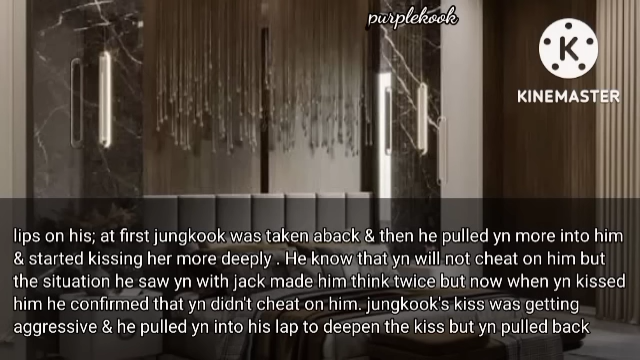 purplekook
K
KINEMASTER
lips on his; at first jungkook was taken aback & then he pulled yn more into him
& started kissing her more deeply . He know that yn will not cheat on him but
the situation he saw yn with jack made him think twice but now when yn kissed
him he confirmed that yn didn't cheat on him. jungkook's kiss was getting
aggressive & he pulled yn into his lap to deepen the kiss but yn pulled back